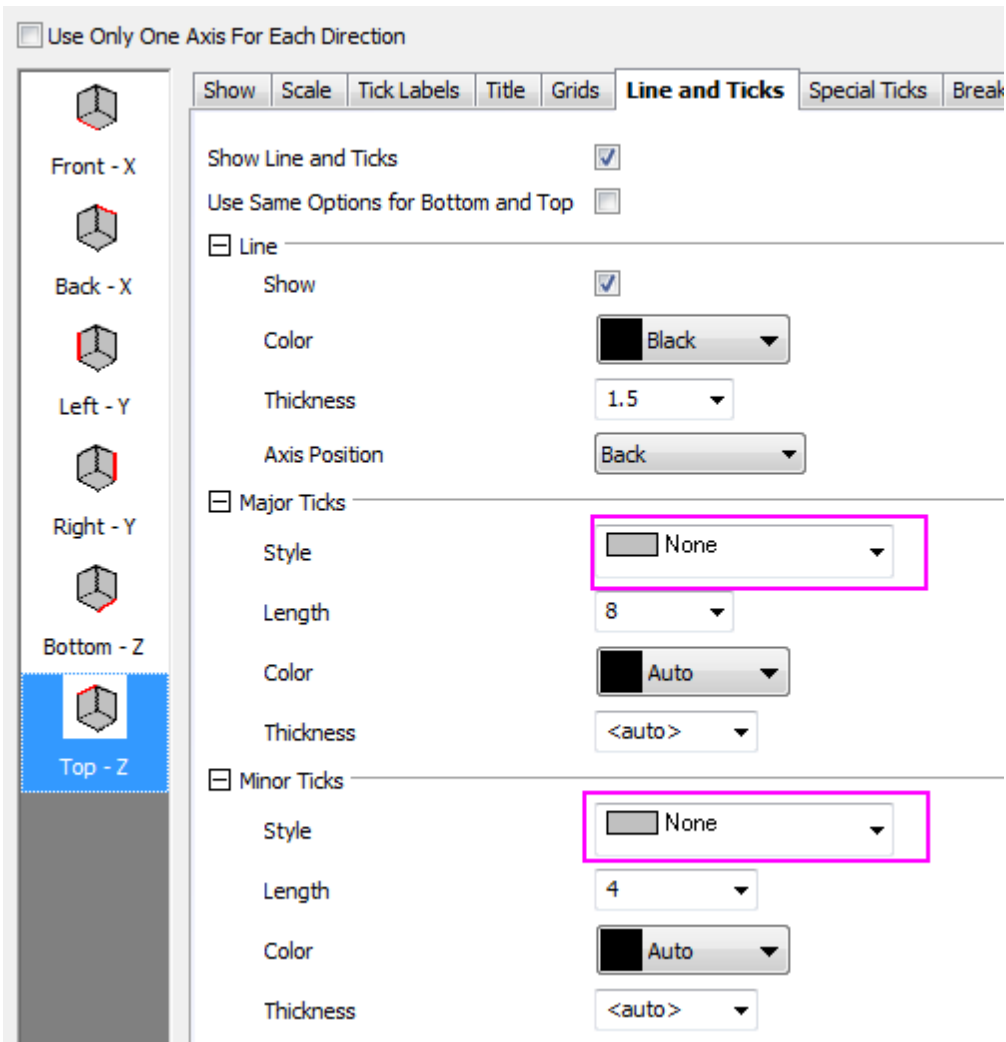 Use Only One Axis For Each Direction
Front - X
Back - X
Left - Y
Right - Y
Bottom - Z
Top - Z
Show Scale Tick Labels Title Grids Line and Ticks Special Ticks Break
Show Line and Ticks
Use Same Options for Bottom and Top
Line
Show
Color Black
Thickness 1.5
Axis Position Back
Major Ticks
Style None
Length 8
Color Auto
Thickness <auto>
Minor Ticks
Style None
Length 4
Color Auto
Thickness <auto>